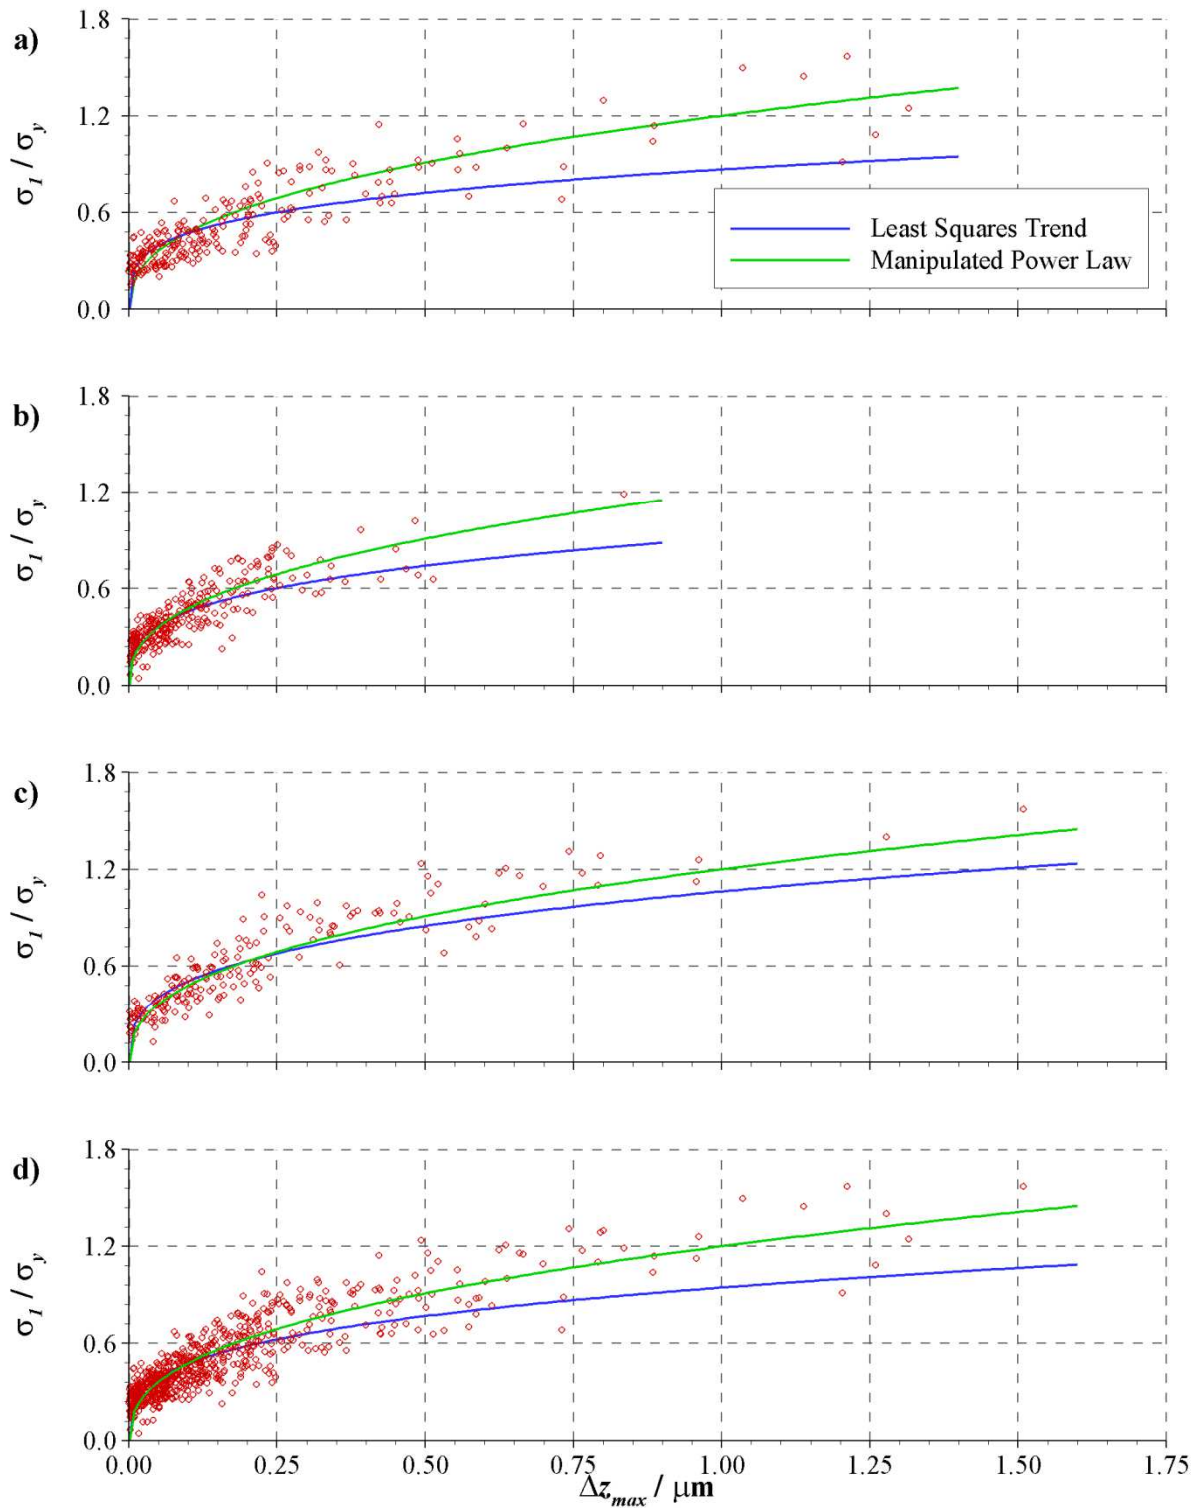 a)
1.8
1.2
0.6
0.0
σ1 / σy
Least Squares Trend
Manipulated Power Law
b)
1.8
1.2
0.6
0.0
σ1 / σy
c)
1.8
1.2
0.6
0.0
σ1 / σy
d)
1.8
1.2
0.6
0.0
σ1 / σy
0.00 0.25 0.50 0.75 1.00 1.25 1.50 1.75
Δzmax / μm